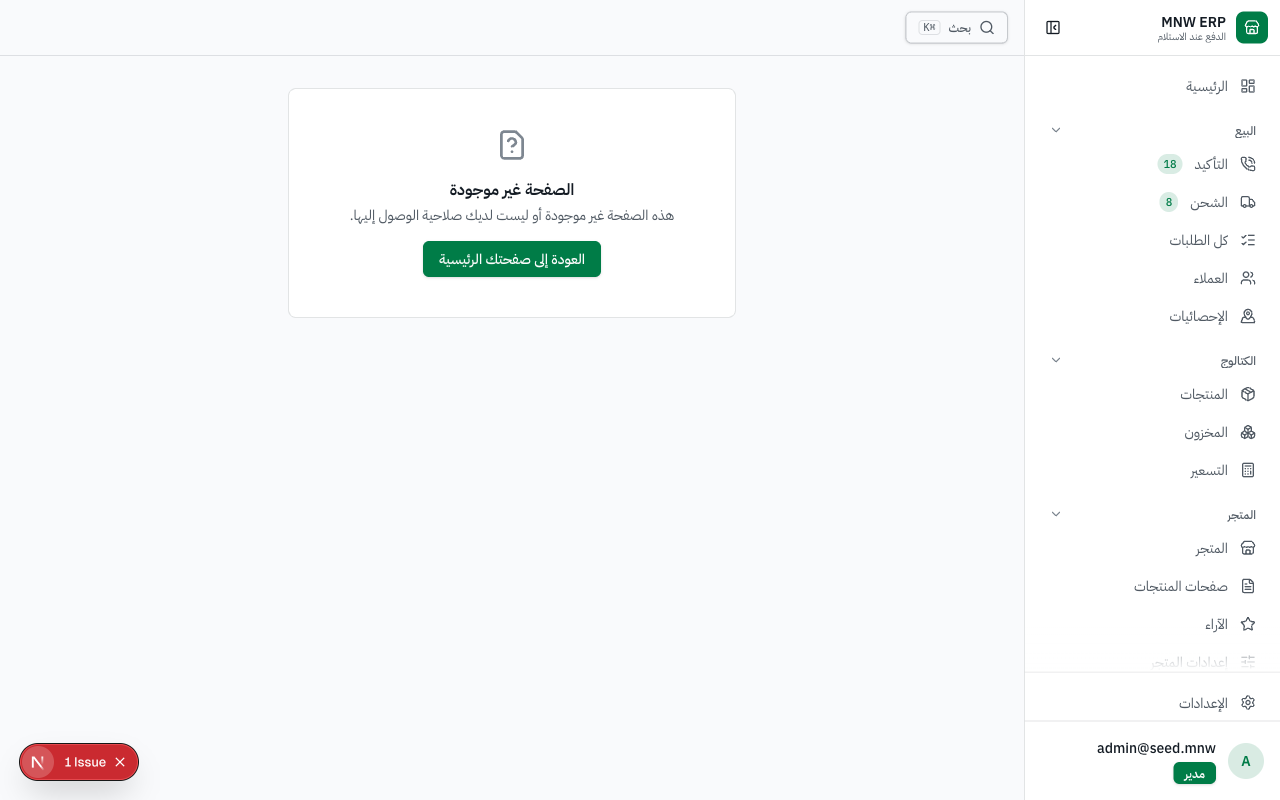 MNW ERP
الدفع عند الاستلام
بحث ⌘K
الرئيسية
البيع
التأكيد 18
الشحن 8
كل الطلبات
العملاء
الإحصائيات
الكتالوج
المنتجات
المخزون
التسعير
المتجر
المتجر
صفحات المنتجات
الآراء
إعدادات المتجر
الإعدادات
admin@seed.mnw
مدير
A
الصفحة غير موجودة
هذه الصفحة غير موجودة أو ليست لديك صلاحية الوصول إليها.
العودة إلى صفحتك الرئيسية
N 1 Issue